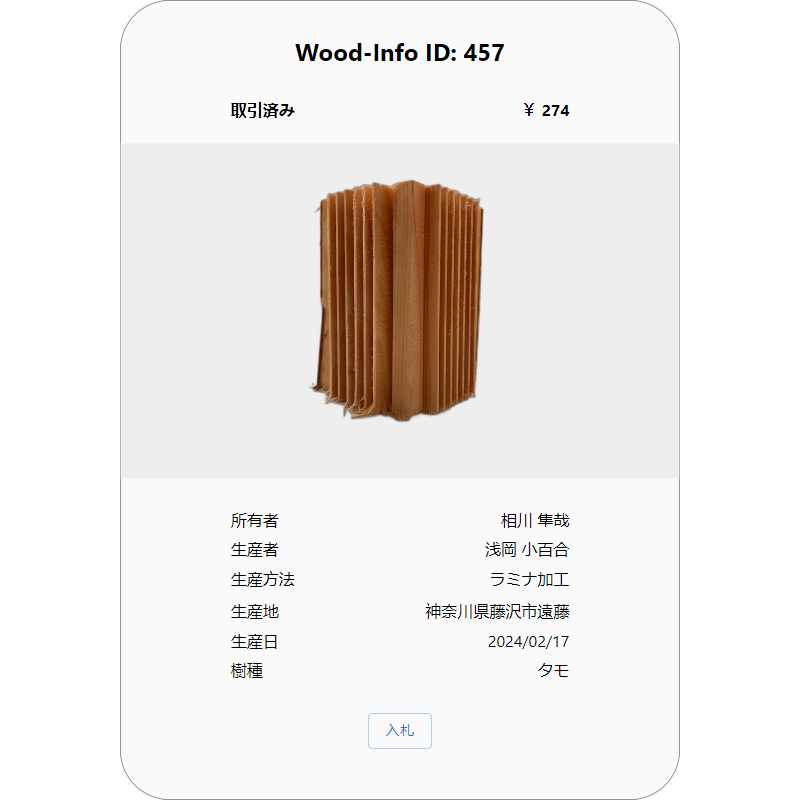 Wood-Info ID: 457
取引済み ￥ 274
所有者 相川 隼哉
生産者 浅岡 小百合
生産方法 ラミナ加工
生産地 神奈川県藤沢市遠藤
生産日 2024/02/17
樹種 タモ
入札